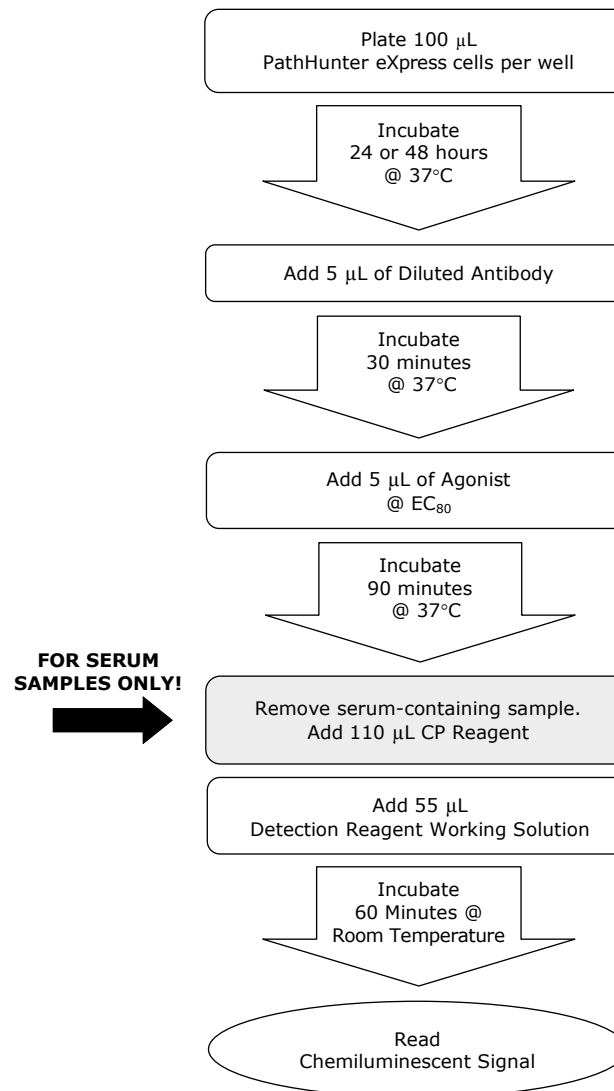 Plate 100 μL
PathHunter eXpress cells per well
Incubate
24 or 48 hours
@ 37°C
Add 5 μL of Diluted Antibody
Incubate
30 minutes
@ 37°C
Add 5 μL of Agonist
@ EC₈₀
Incubate
90 minutes
@ 37°C
FOR SERUM
SAMPLES ONLY!
Remove serum-containing sample.
Add 110 μL CP Reagent
Add 55 μL
Detection Reagent Working Solution
Incubate
60 Minutes @
Room Temperature
Read
Chemiluminescent Signal